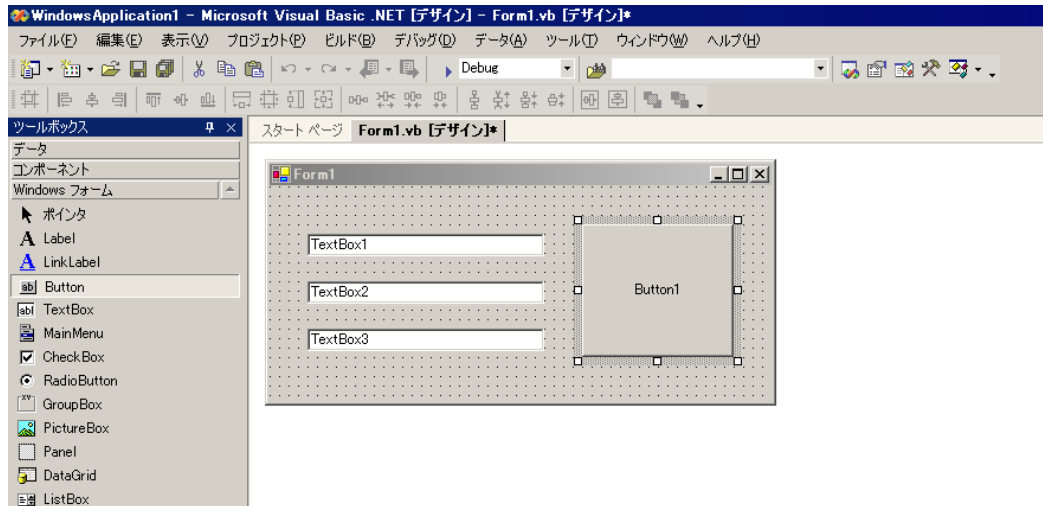 WindowsApplication1 - Microsoft Visual Basic .NET [デザイン] - Form1.vb [デザイン]*
ファイル(F) 編集(E) 表示(V) プロジェクト(P) ビルド(B) デバッグ(D) データ(A) ツール(T) ウィンドウ(W) ヘルプ(H)
Debug
ツールボックス
スタート ページ Form1.vb [デザイン]*
データ
コンポーネント
Windows フォーム
ポインタ
Label
LinkLabel
Button
TextBox
MainMenu
CheckBox
RadioButton
GroupBox
PictureBox
Panel
DataGrid
ListBox
Form1
TextBox1
TextBox2
TextBox3
Button1